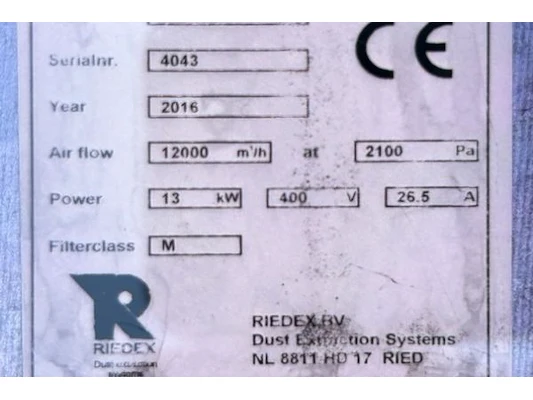 CE
Serialnr. 4043
Year 2016
Air flow 12000 m³/h at 2100 Pa
Power 13 kW 400 V 26.5 A
Filterclass M
RIEDEX
RIEDEX BV
Dust Extraction Systems
NL 8811 HD 17 RIED